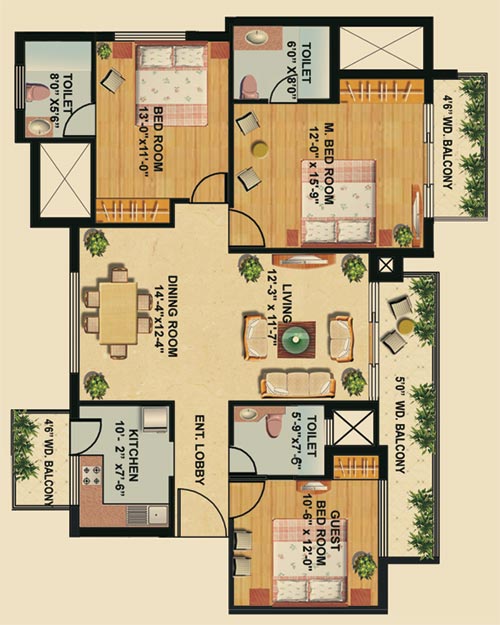 TOILET
8'0" X5'6"
BED ROOM
13'-0"x11'-0"
TOILET
6'0" X8'0"
M. BED ROOM
12'-0" x 15'-9"
4'6" WD. BALCONY
DINING ROOM
14'-4"x12-4"
LIVING
12'-3" x 11'-7"
5'0" WD. BALCONY
4'6" WD. BALCONY
KITCHEN
10'- 2" x7'-6"
ENT. LOBBY
TOILET
5'-9"x7'-6"
GUEST
BED ROOM
10'-6" x 12'-0"